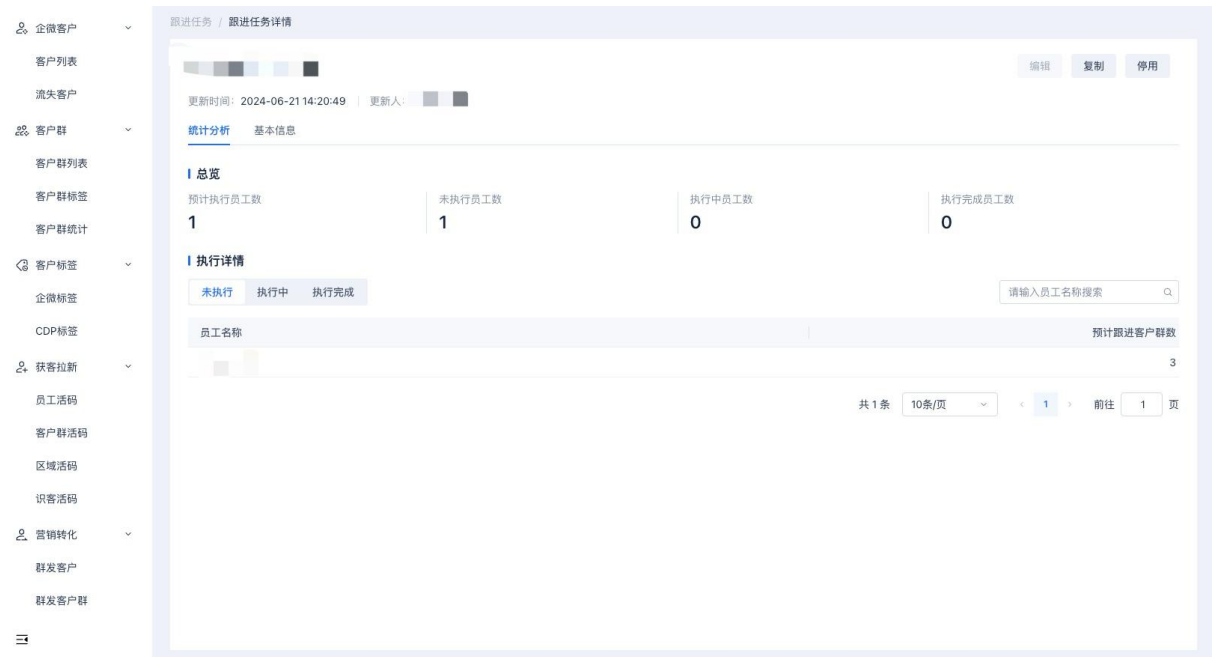 企微客户
客户列表
流失客户
客户群
客户群列表
客户群标签
客户群统计
客户标签
企微标签
CDP标签
获客拉新
员工活码
客户群活码
区域活码
识客活码
营销转化
群发客户
群发客户群
跟进任务 / 跟进任务详情
编辑 复制 停用
更新时间: 2024-06-21 14:20:49 更新人:
统计分析 基本信息
总览
预计执行员工数 未执行员工数 执行中员工数 执行完成员工数
1 1 0 0
执行详情
未执行 执行中 执行完成 请输入员工名称搜索
员工名称 预计跟进客户群数
3
共 1 条 10条/页 1 前往 1 页